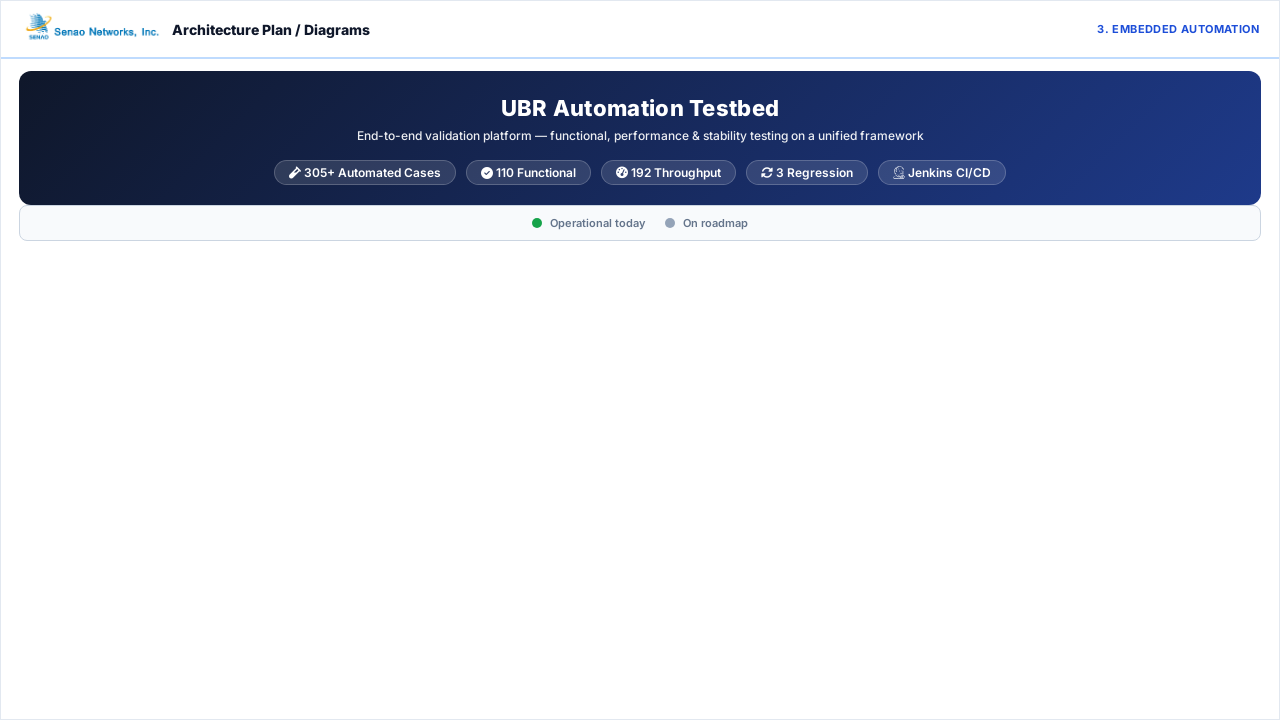 SENAO
Senao Networks, Inc.
Architecture Plan / Diagrams
3. EMBEDDED AUTOMATION
UBR Automation Testbed
End-to-end validation platform — functional, performance & stability testing on a unified framework
305+ Automated Cases
110 Functional
192 Throughput
3 Regression
Jenkins CI/CD
Operational today
On roadmap